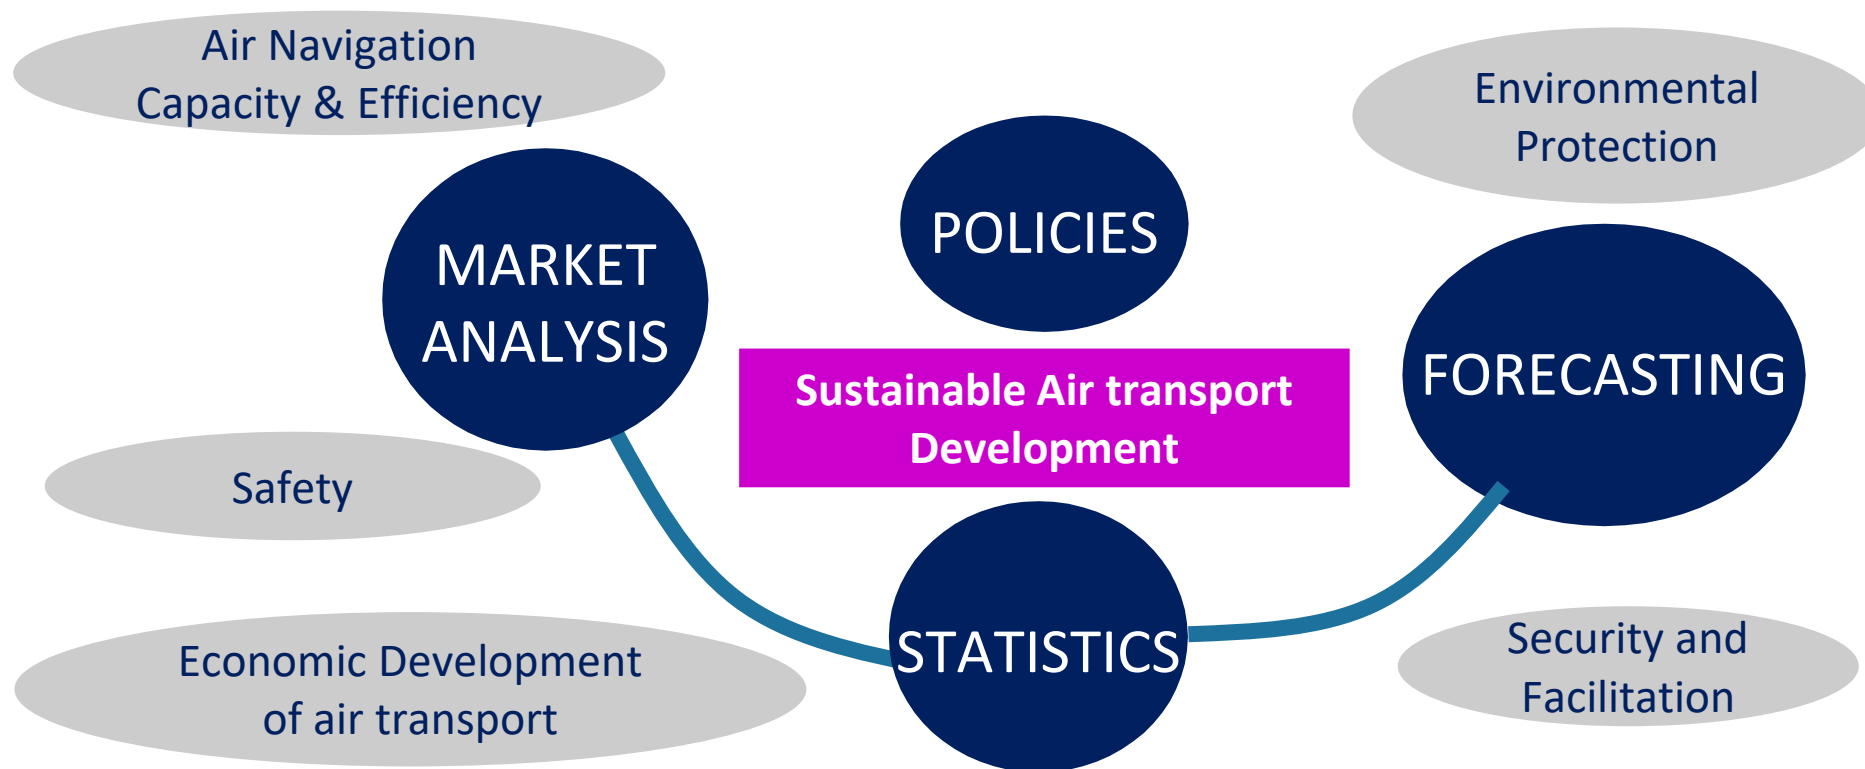 Air Navigation
Capacity & Efficiency
Environmental
Protection
POLICIES
MARKET
ANALYSIS
FORECASTING
Sustainable Air transport
Development
Safety
STATISTICS
Economic Development
of air transport
Security and
Facilitation